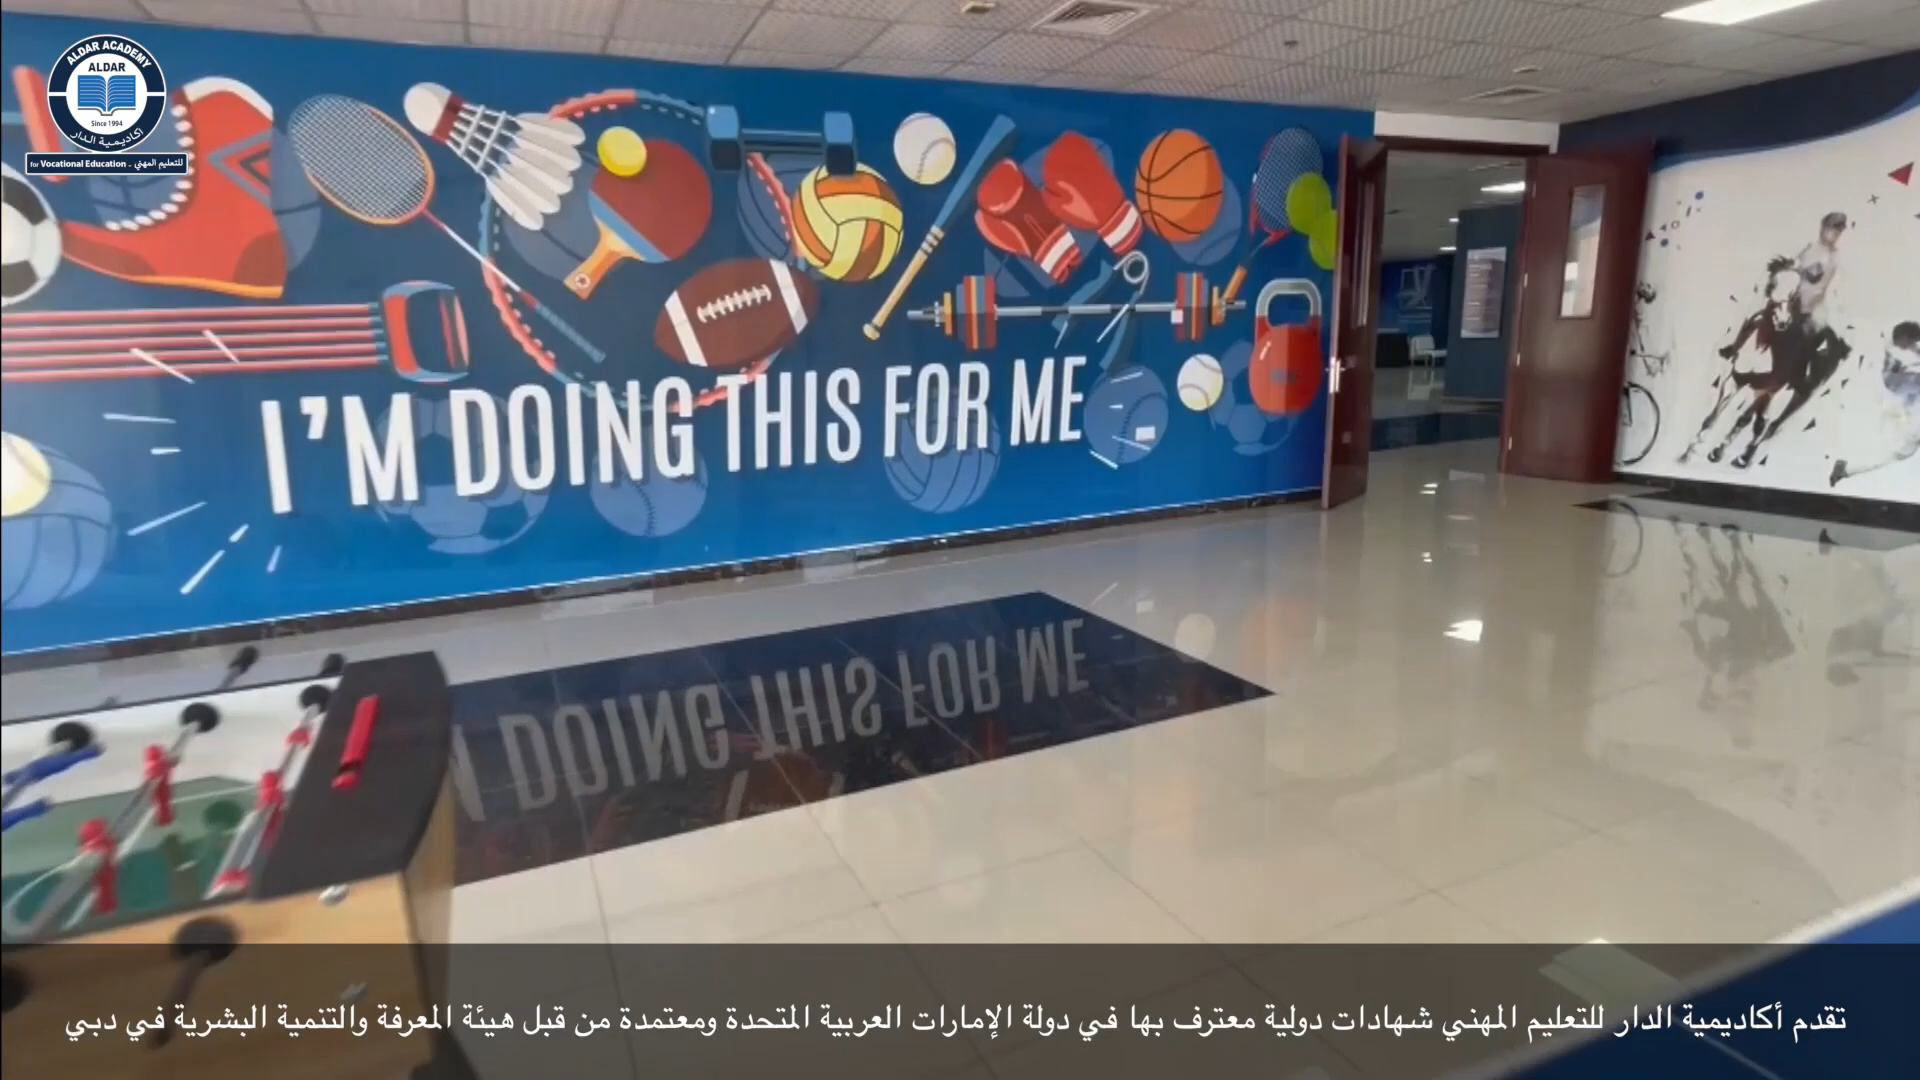 ALDAR ACADEMY
ALDAR
Since 1994
أكاديمية الدار
for Vocational Education - للتعليم المهني
I'M DOING THIS FOR ME
تقدم أكاديمية الدار للتعليم المهني شهادات دولية معترف بها في دولة الإمارات العربية المتحدة ومعتمدة من قبل هيئة المعرفة والتنمية البشرية في دبي